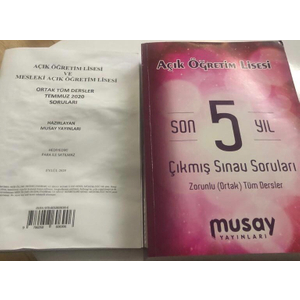 AÇIK ÖĞRETİM LİSESİ
VE
MESLEKİ AÇIK ÖĞRETİM LİSESİ
ORTAK TÜM DERSLER
TEMMUZ 2020
SORULARI
HAZIRLAYAN
MUSAY YAYINLARI
Açık Öğretim Lisesi
SON 5 YIL
Çıkmış Sınav Soruları
Zorunlu (Ortak) Tüm Dersler
musay
YAYINLARI